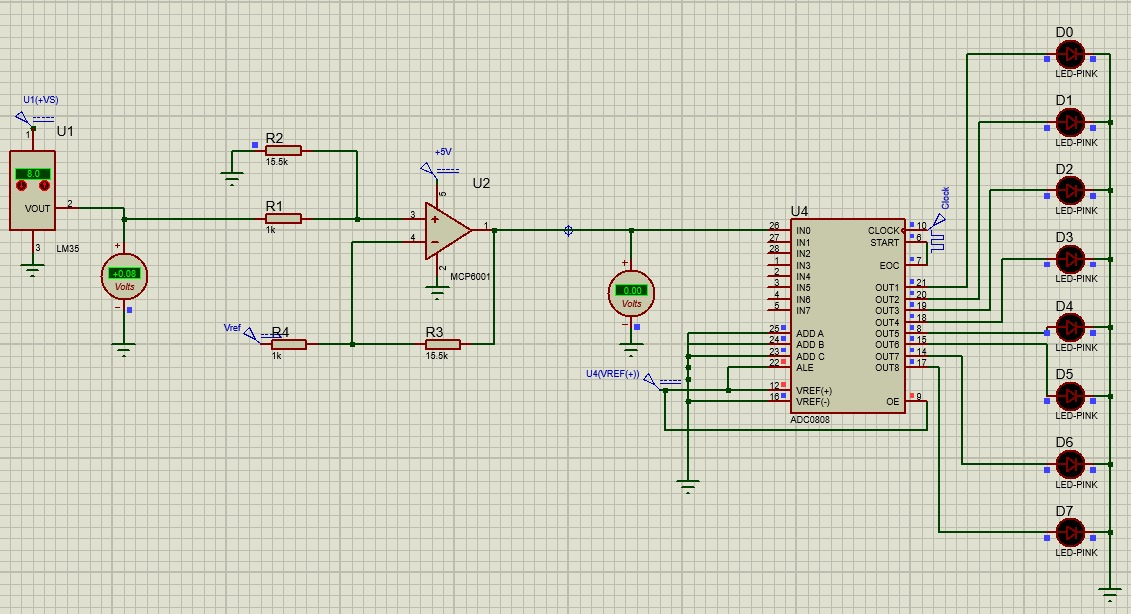 U1(+VS)
1
U1
8.0
VOUT
2
3
LM35
+
+0.08
Volts
−
R2
15.5k
R1
1k
Vref
R4
1k
R3
15.5k
+5V
5
U2
3
4
1
2
MCP6001
+
0.00
Volts
−
U4(VREF(+))
U4
26 IN0
27 IN1
28 IN2
1 IN3
2 IN4
3 IN5
4 IN6
5 IN7
25 ADD A
24 ADD B
23 ADD C
22 ALE
12 VREF(+)
16 VREF(-)
CLOCK 10
START 6
EOC 7
OUT1 21
OUT2 20
OUT3 19
OUT4 18
OUT5 8
OUT6 15
OUT7 14
OUT8 17
OE 9
ADC0808
Clock
D0
LED-PINK
D1
LED-PINK
D2
LED-PINK
D3
LED-PINK
D4
LED-PINK
D5
LED-PINK
D6
LED-PINK
D7
LED-PINK